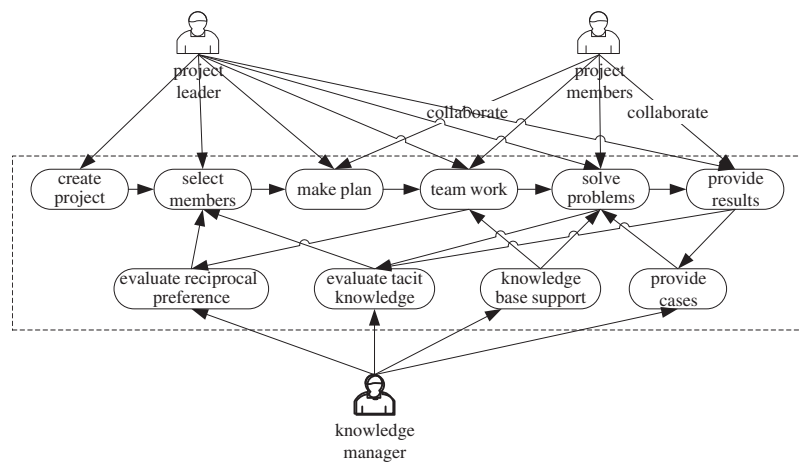 project
leader
project
members
collaborate
collaborate
create
project
select
members
make plan
team work
solve
problems
provide
results
evaluate reciprocal
preference
evaluate tacit
knowledge
knowledge
base support
provide
cases
knowledge
manager